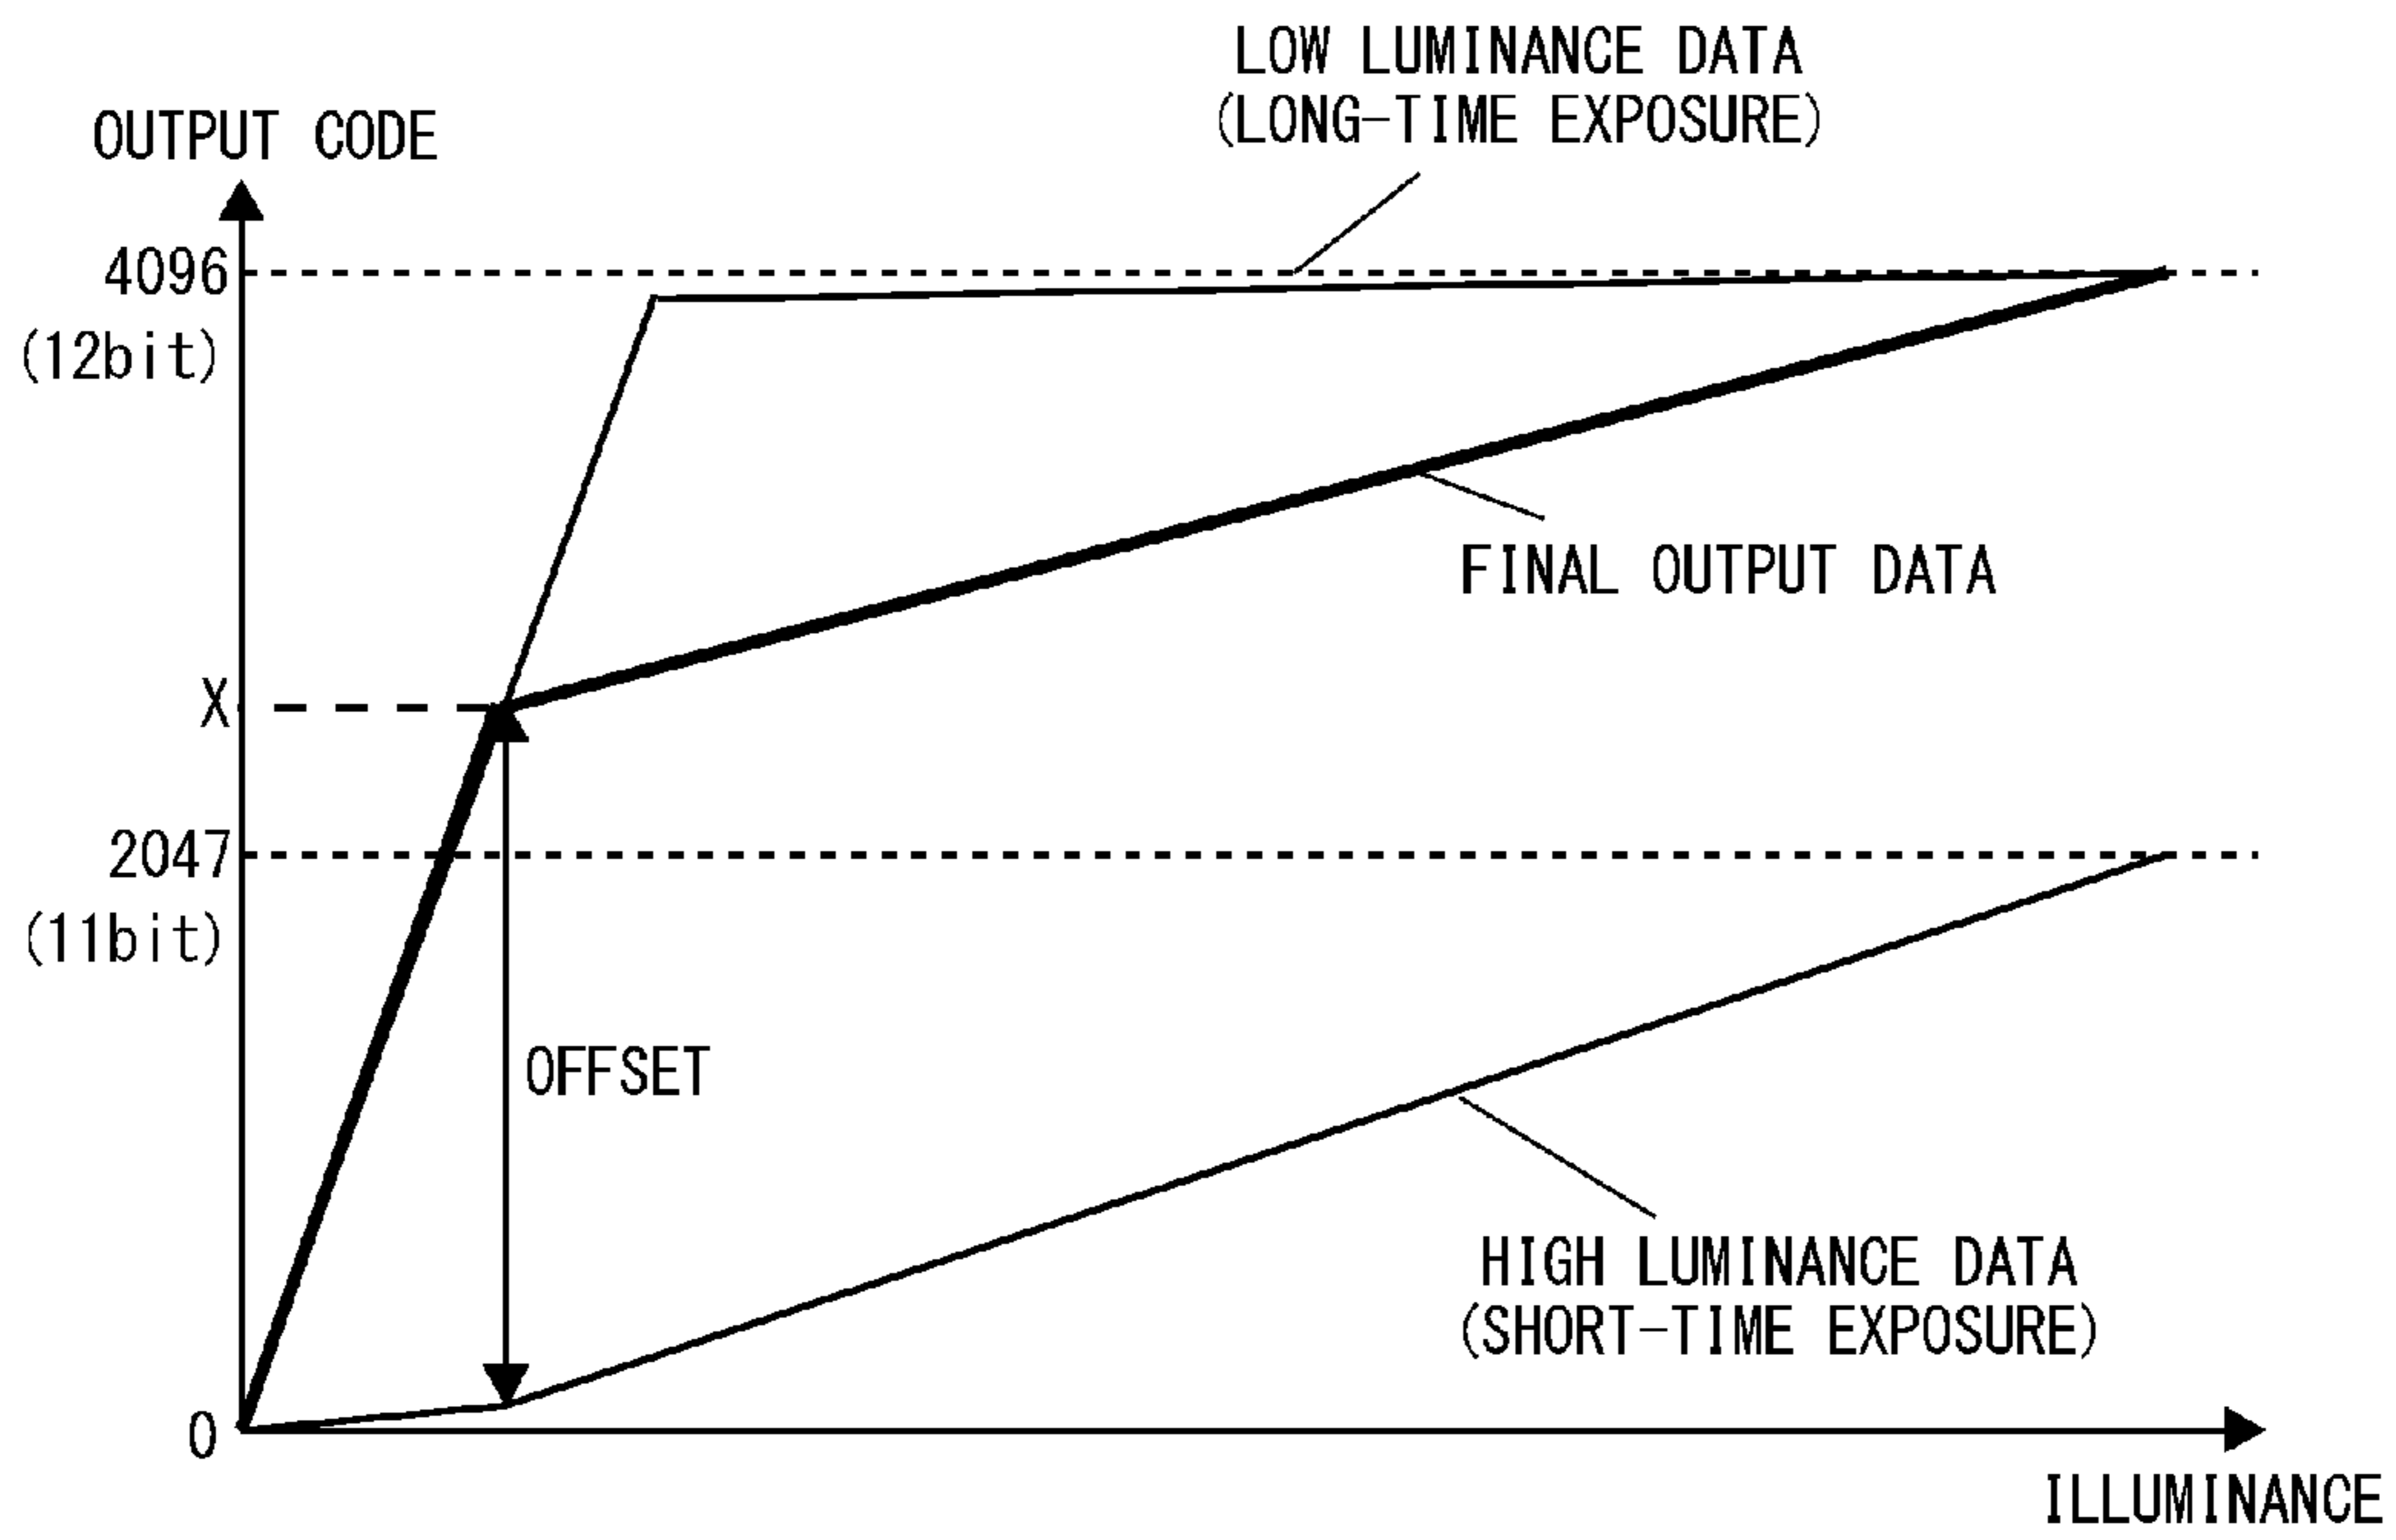 LOW LUMINANCE DATA
(LONG-TIME EXPOSURE)
OUTPUT CODE
4096
(12bit)
FINAL OUTPUT DATA
X
2047
(11bit)
OFFSET
HIGH LUMINANCE DATA
(SHORT-TIME EXPOSURE)
0
ILLUMINANCE